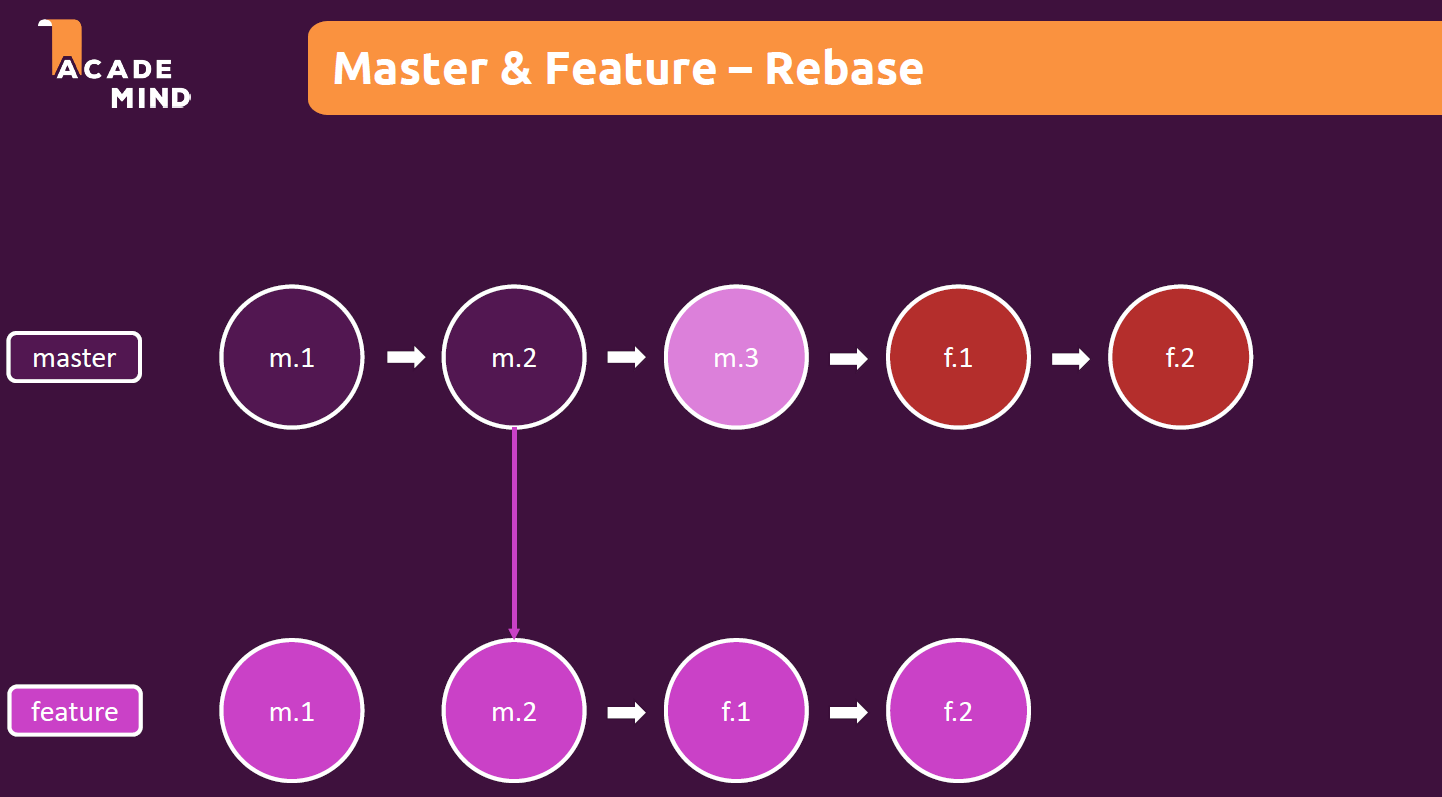 ACADE
MIND
Master & Feature – Rebase
master
m.1
m.2
m.3
f.1
f.2
feature
m.1
m.2
f.1
f.2